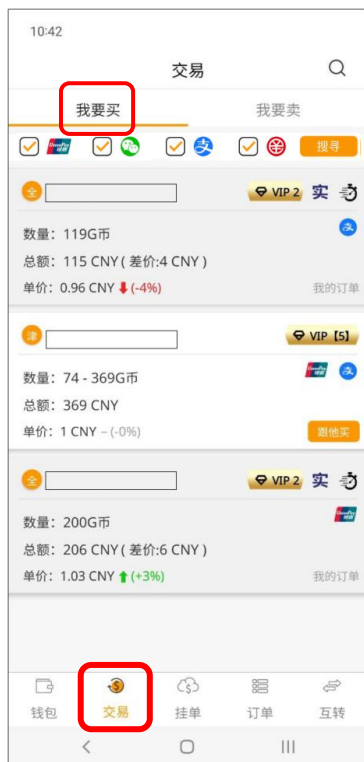 10:42
交易
我要买 我要卖
搜寻
全 VIP 2 实
数量：119G币
总额：115 CNY ( 差价:4 CNY )
单价：0.96 CNY (-4%) 我的订单
津 VIP【5】
数量：74 - 369G币
总额：369 CNY
单价：1 CNY – (-0%) 跟他买
全 VIP 2 实
数量：200G币
总额：206 CNY ( 差价:6 CNY )
单价：1.03 CNY (+3%) 我的订单
钱包 交易 挂单 订单 互转